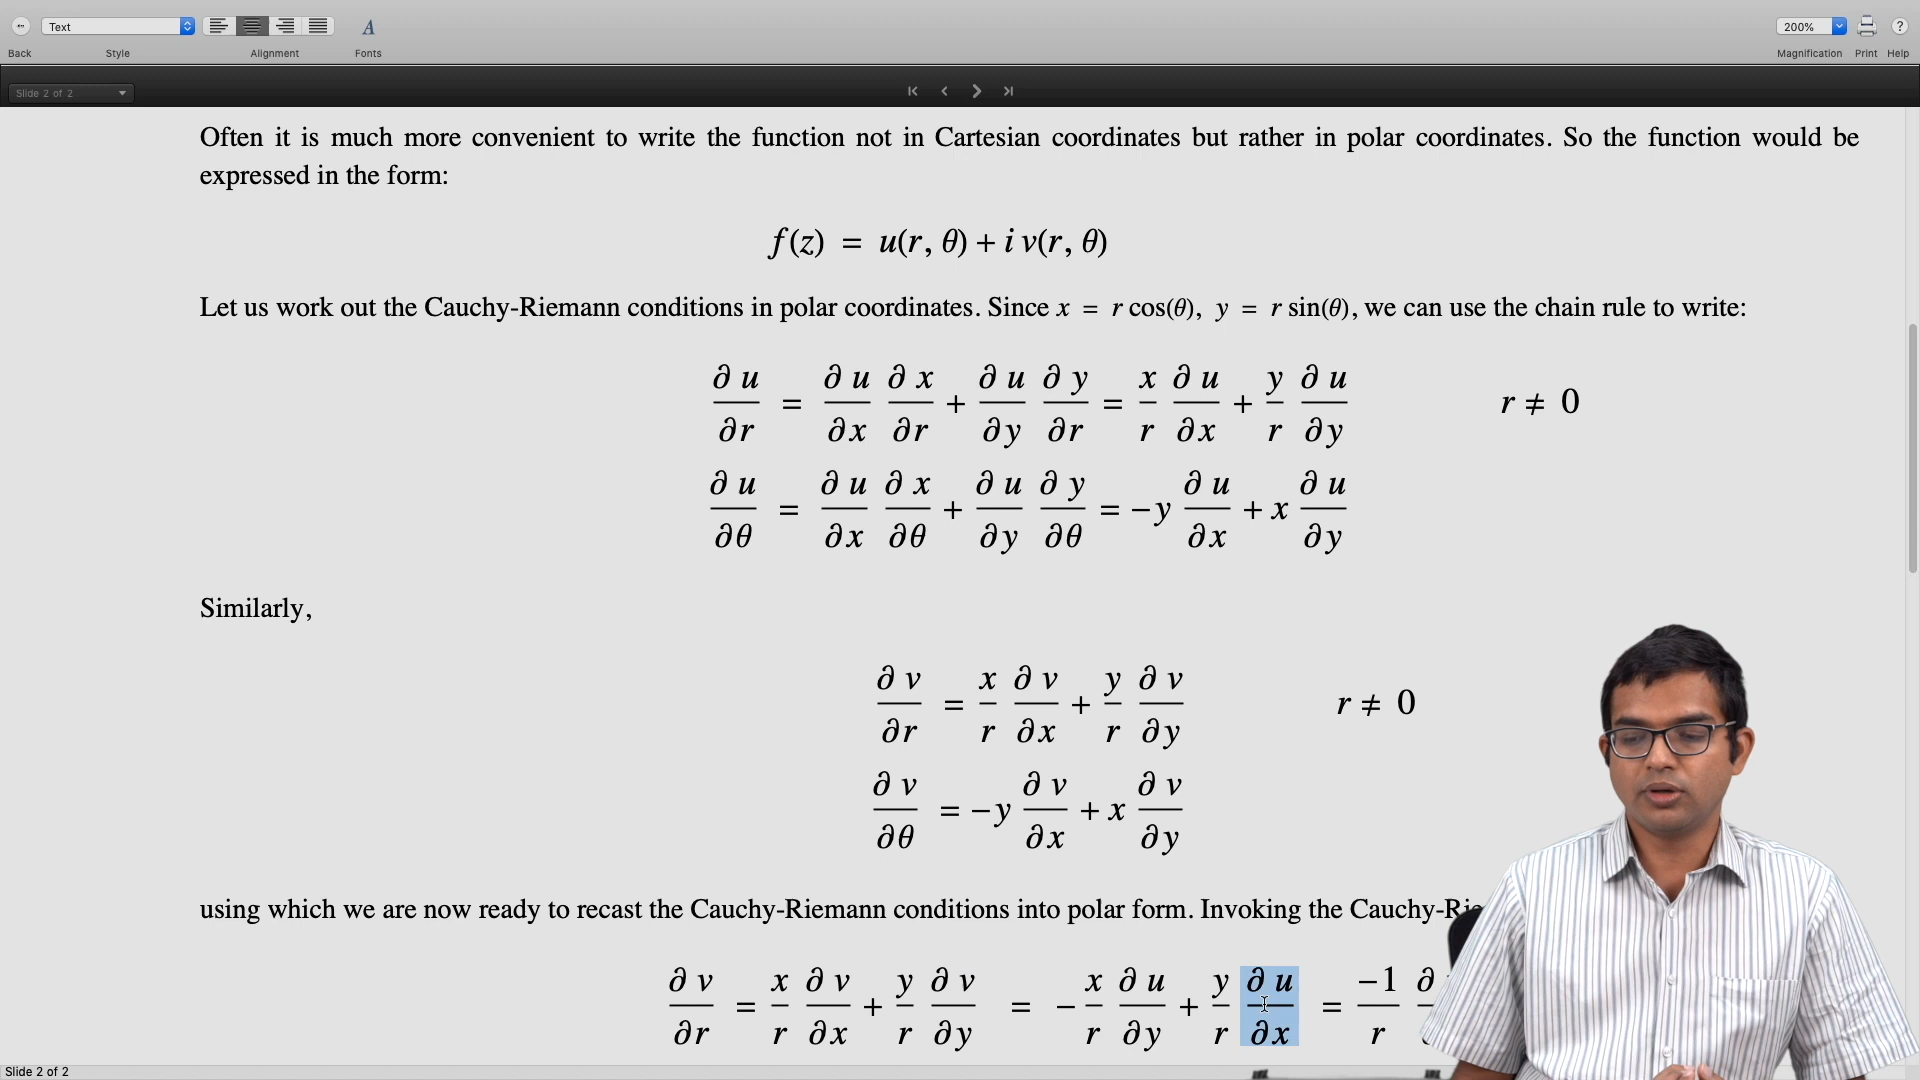 Text
200%
Back Style Alignment Fonts Magnification Print Help
Slide 2 of 2
Often it is much more convenient to write the function not in Cartesian coordinates but rather in polar coordinates. So the function would be
expressed in the form:
f(z) = u(r, θ) + i v(r, θ)
Let us work out the Cauchy-Riemann conditions in polar coordinates. Since x = r cos(θ), y = r sin(θ), we can use the chain rule to write:
∂u/∂r = ∂u/∂x ∂x/∂r + ∂u/∂y ∂y/∂r = x/r ∂u/∂x + y/r ∂u/∂y r ≠ 0
∂u/∂θ = ∂u/∂x ∂x/∂θ + ∂u/∂y ∂y/∂θ = −y ∂u/∂x + x ∂u/∂y
Similarly,
∂v/∂r = x/r ∂v/∂x + y/r ∂v/∂y r ≠ 0
∂v/∂θ = −y ∂v/∂x + x ∂v/∂y
using which we are now ready to recast the Cauchy-Riemann conditions into polar form. Invoking the
∂v/∂r = x/r ∂v/∂x + y/r ∂v/∂y = − x/r ∂u/∂y + y/r ∂u/∂x = −1/r
Slide 2 of 2